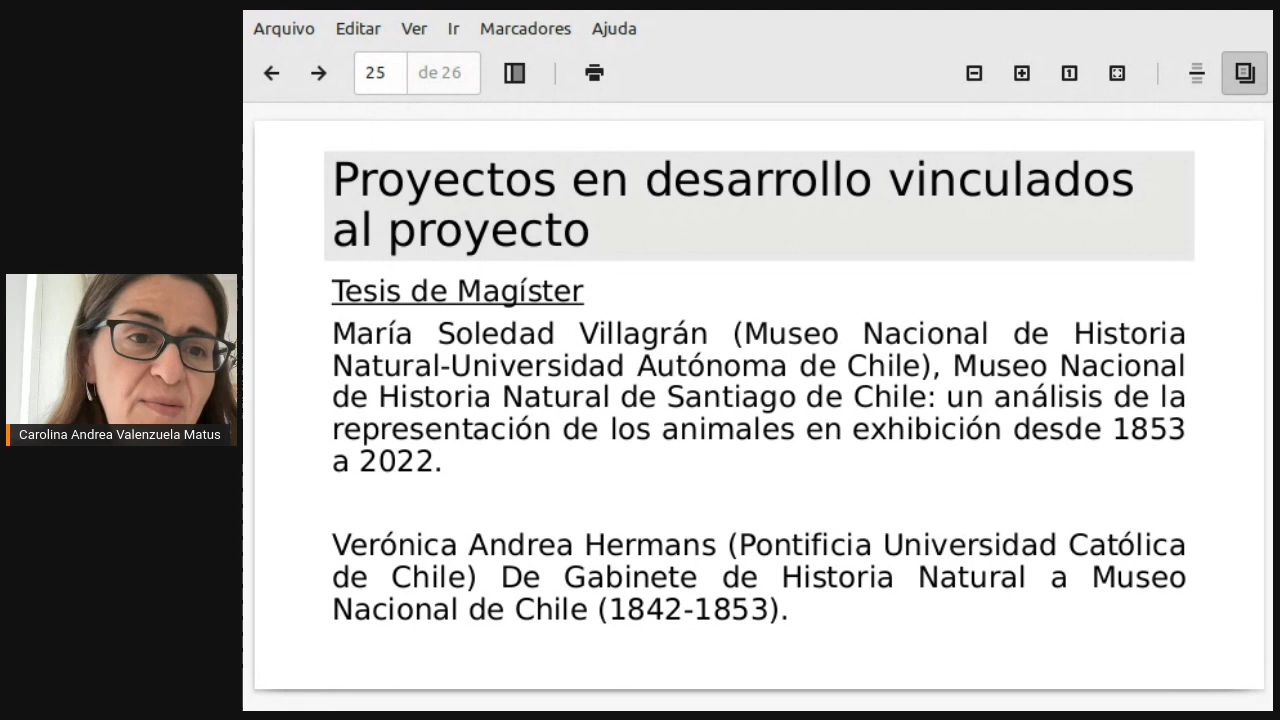 Arquivo Editar Ver Ir Marcadores Ajuda
25 de 26
1
Proyectos en desarrollo vinculados
al proyecto
Tesis de Magíster
María Soledad Villagrán (Museo Nacional de Historia
Natural-Universidad Autónoma de Chile), Museo Nacional
de Historia Natural de Santiago de Chile: un análisis de la
representación de los animales en exhibición desde 1853
a 2022.
Verónica Andrea Hermans (Pontificia Universidad Católica
de Chile) De Gabinete de Historia Natural a Museo
Nacional de Chile (1842-1853).
Carolina Andrea Valenzuela Matus